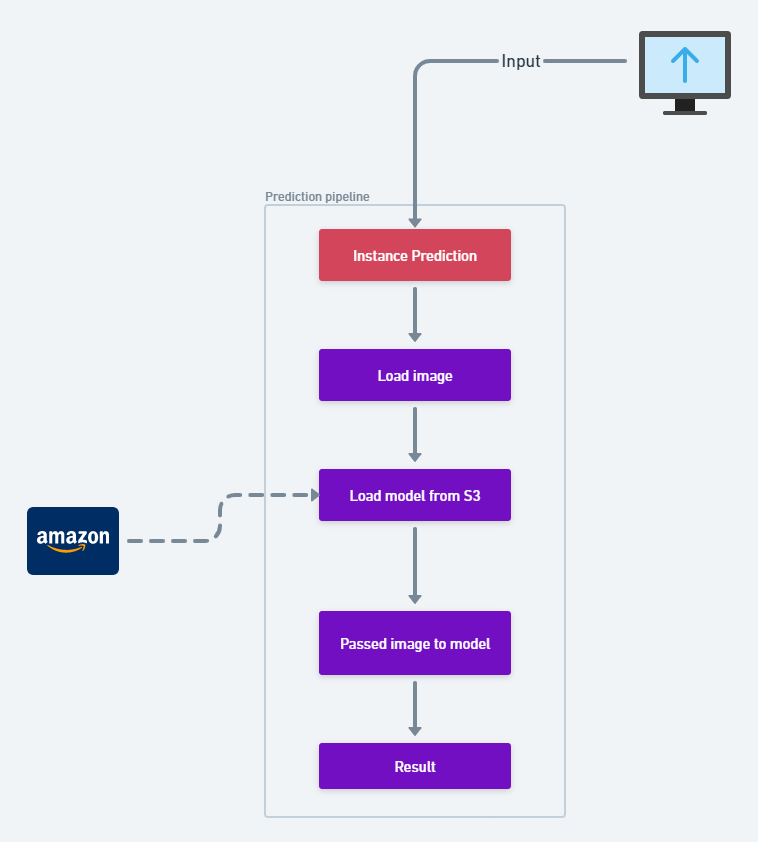 Input
Prediction pipeline
Instance Prediction
Load image
Load model from S3
amazon
Passed image to model
Result